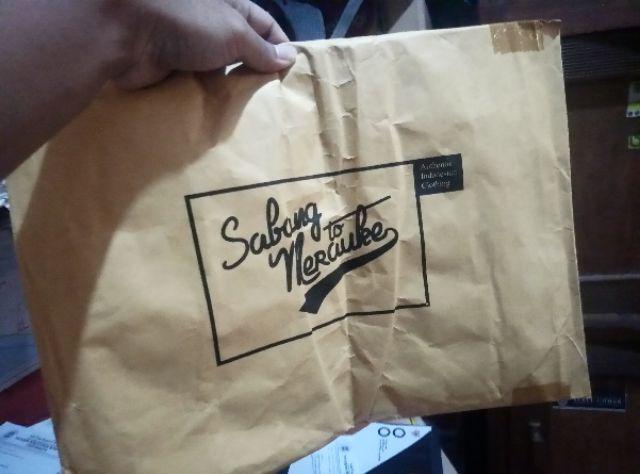 Sabang
to
Merauke
Authentic
Indonesian
Clothing